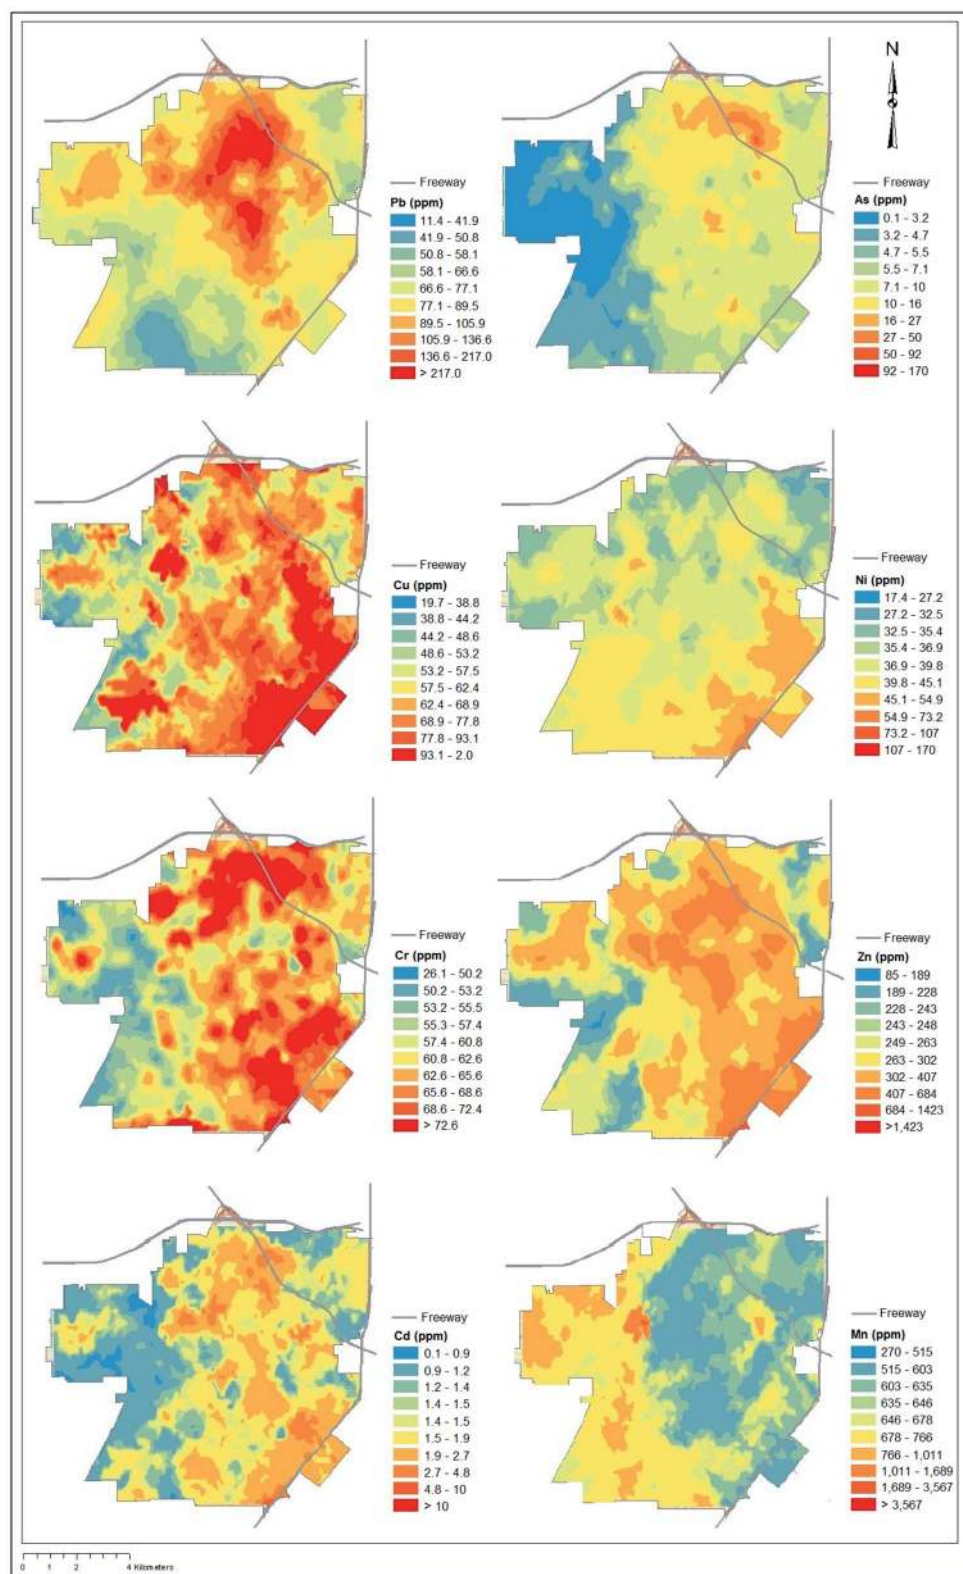 N
Freeway
Pb (ppm)
11.4 - 41.9
41.9 - 50.8
50.8 - 58.1
58.1 - 66.6
66.6 - 77.1
77.1 - 89.5
89.5 - 105.9
105.9 - 136.6
136.6 - 217.0
> 217.0
Freeway
As (ppm)
0.1 - 3.2
3.2 - 4.7
4.7 - 5.5
5.5 - 7.1
7.1 - 10
10 - 16
16 - 27
27 - 50
50 - 92
92 - 170
Freeway
Cu (ppm)
19.7 - 38.8
38.8 - 44.2
44.2 - 48.6
48.6 - 53.2
53.2 - 57.5
57.5 - 62.4
62.4 - 68.9
68.9 - 77.8
77.8 - 93.1
93.1 - 2.0
Freeway
Ni (ppm)
17.4 - 27.2
27.2 - 32.5
32.5 - 35.4
35.4 - 36.9
36.9 - 39.8
39.8 - 45.1
45.1 - 54.9
54.9 - 73.2
73.2 - 107
107 - 170
Freeway
Cr (ppm)
26.1 - 50.2
50.2 - 53.2
53.2 - 55.5
55.3 - 57.4
57.4 - 60.8
60.8 - 62.6
62.6 - 65.6
65.6 - 68.6
68.6 - 72.4
> 72.6
Freeway
Zn (ppm)
85 - 189
189 - 228
228 - 243
243 - 248
249 - 263
263 - 302
302 - 407
407 - 684
684 - 1423
>1,423
Freeway
Cd (ppm)
0.1 - 0.9
0.9 - 1.2
1.2 - 1.4
1.4 - 1.5
1.4 - 1.5
1.5 - 1.9
1.9 - 2.7
2.7 - 4.8
4.8 - 10
> 10
Freeway
Mn (ppm)
270 - 515
515 - 603
603 - 635
635 - 646
646 - 678
678 - 766
766 - 1,011
1,011 - 1,689
1,689 - 3,567
> 3,567
0 1 2 4 Kilometers